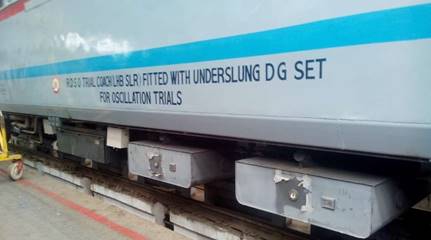 R.D.S.O TRIAL COACH (LHB SLR) FITTED WITH UNDERSLUNG D G SET
FOR OSCILLATION TRIALS